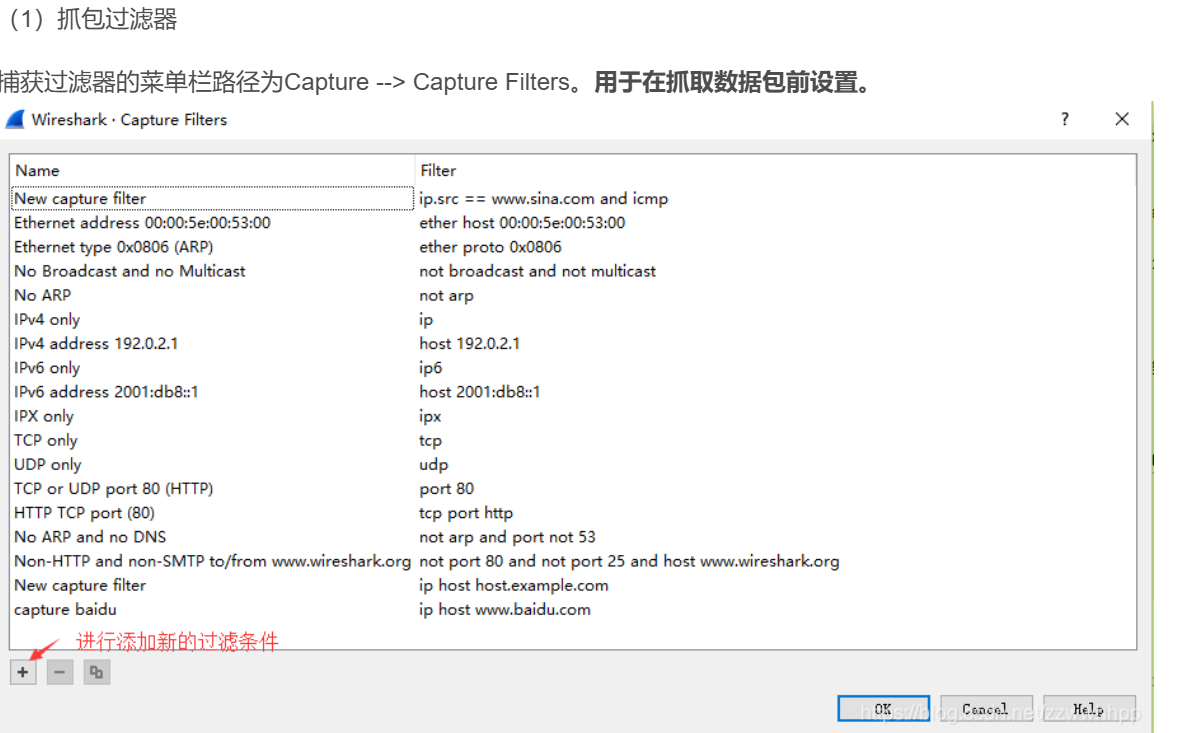 （1）抓包过滤器
捕获过滤器的菜单栏路径为Capture --> Capture Filters。用于在抓取数据包前设置。
Wireshark · Capture Filters ? ×
Name Filter
New capture filter ip.src == www.sina.com and icmp
Ethernet address 00:00:5e:00:53:00 ether host 00:00:5e:00:53:00
Ethernet type 0x0806 (ARP) ether proto 0x0806
No Broadcast and no Multicast not broadcast and not multicast
No ARP not arp
IPv4 only ip
IPv4 address 192.0.2.1 host 192.0.2.1
IPv6 only ip6
IPv6 address 2001:db8::1 host 2001:db8::1
IPX only ipx
TCP only tcp
UDP only udp
TCP or UDP port 80 (HTTP) port 80
HTTP TCP port (80) tcp port http
No ARP and no DNS not arp and port not 53
Non-HTTP and non-SMTP to/from www.wireshark.org not port 80 and not port 25 and host www.wireshark.org
New capture filter ip host host.example.com
capture baidu ip host www.baidu.com
进行添加新的过滤条件
+ −
OK Cancel Help